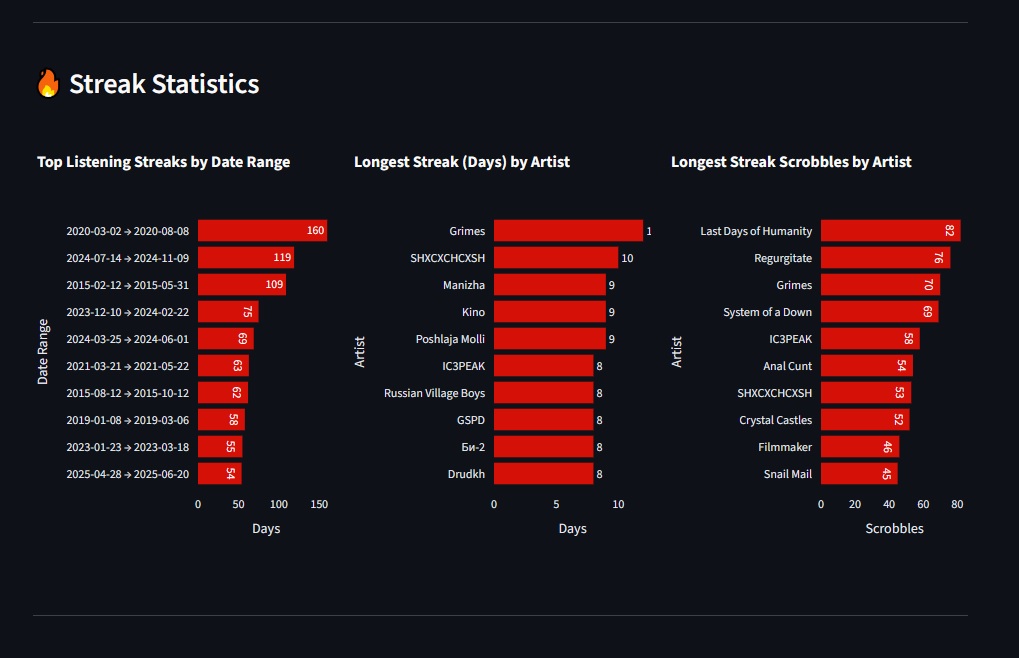 🔥 Streak Statistics
Top Listening Streaks by Date Range
Date Range
2020-03-02 → 2020-08-08 160
2024-07-14 → 2024-11-09 119
2015-02-12 → 2015-05-31 109
2023-12-10 → 2024-02-22 75
2024-03-25 → 2024-06-01 69
2021-03-21 → 2021-05-22 63
2015-08-12 → 2015-10-12 62
2019-01-08 → 2019-03-06 58
2023-01-23 → 2023-03-18 55
2025-04-28 → 2025-06-20 54
0 50 100 150
Days
Longest Streak (Days) by Artist
Artist
Grimes 1
SHXCXCHCXSH 10
Manizha 9
Kino 9
Poshlaja Molli 9
IC3PEAK 8
Russian Village Boys 8
GSPD 8
Би-2 8
Drudkh 8
0 5 10
Days
Longest Streak Scrobbles by Artist
Artist
Last Days of Humanity 82
Regurgitate 76
Grimes 70
System of a Down 69
IC3PEAK 58
Anal Cunt 54
SHXCXCHCXSH 53
Crystal Castles 52
Filmmaker 46
Snail Mail 45
0 20 40 60 80
Scrobbles